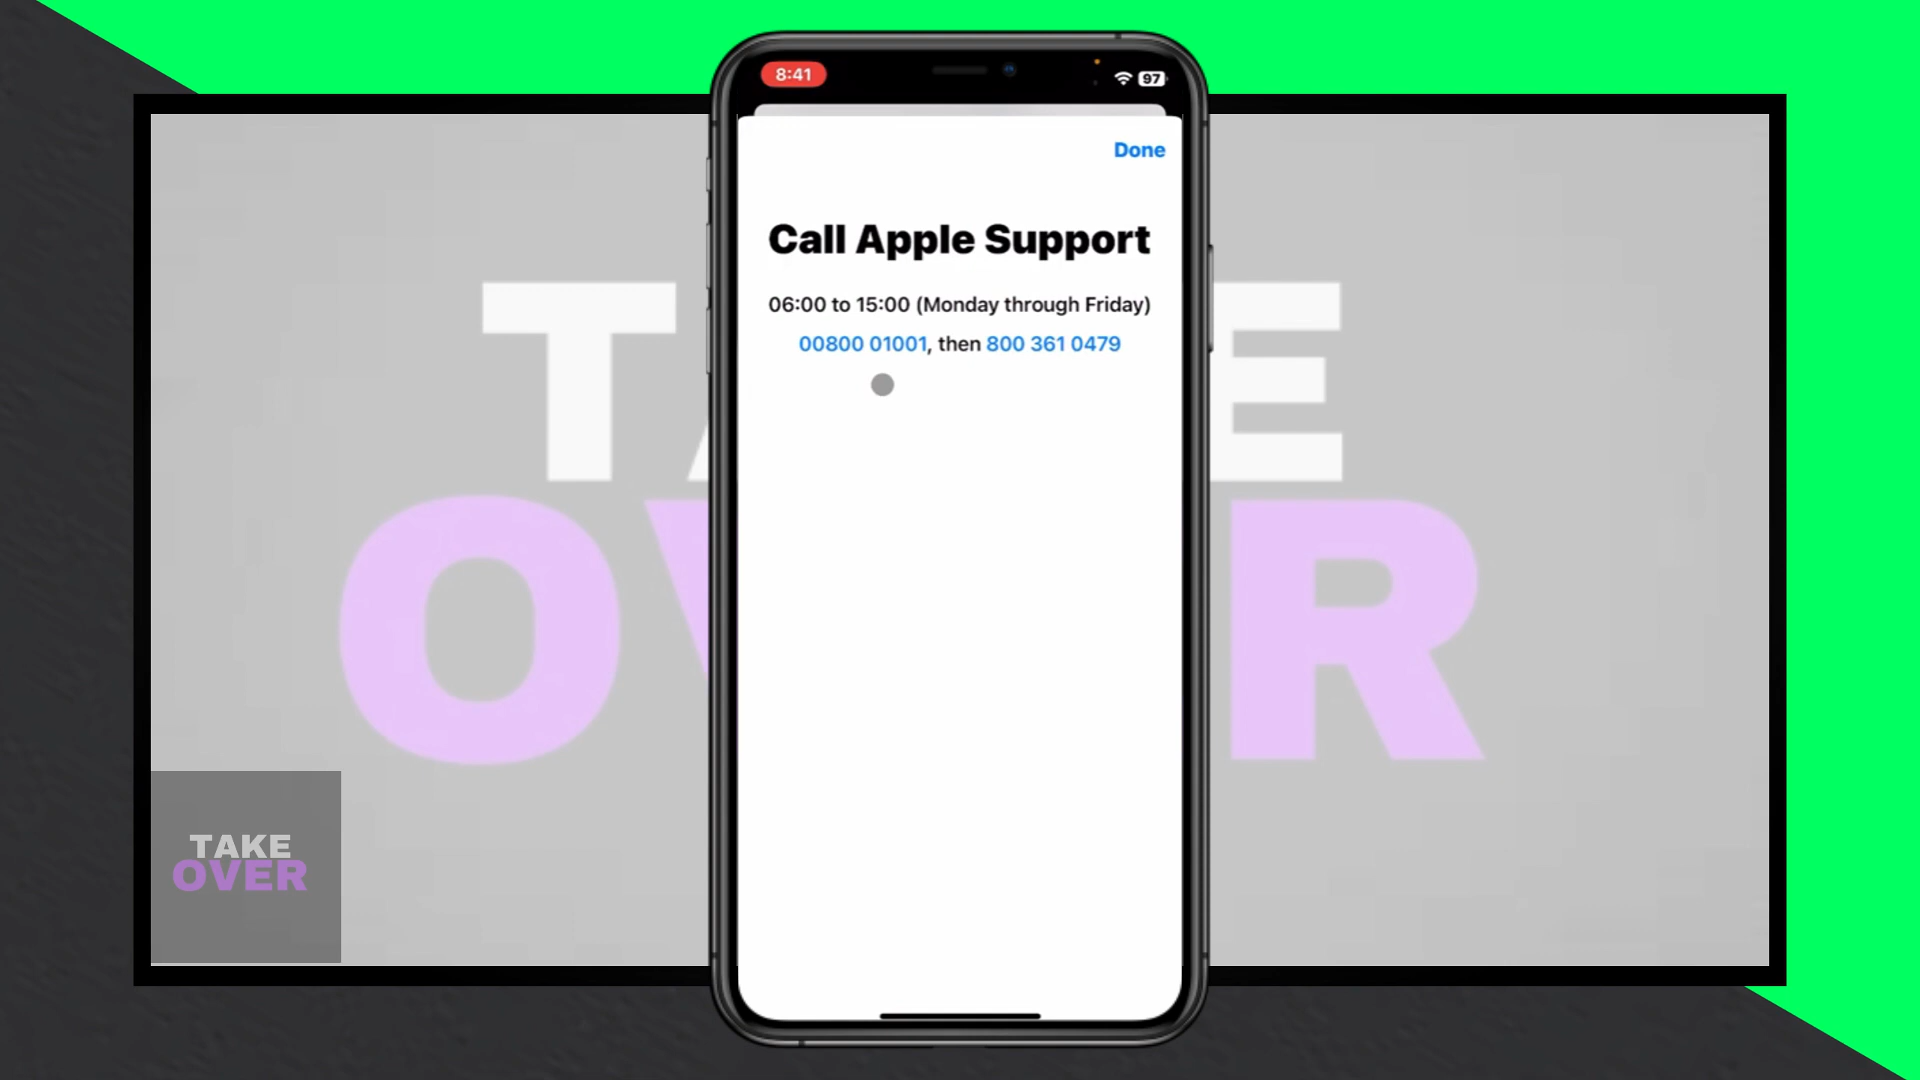 8:41
97
Done
Call Apple Support
06:00 to 15:00 (Monday through Friday)
00800 01001, then 800 361 0479
TAKE
OVER